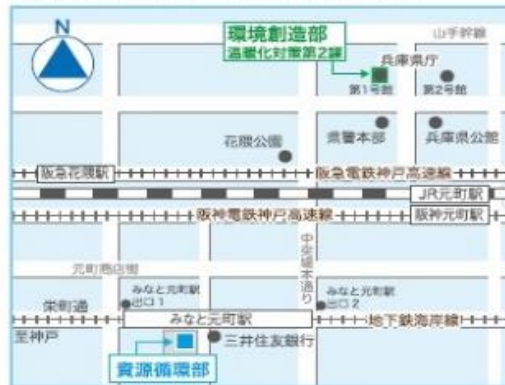 N
環境創造部
温暖化対策第2課
山手幹線
兵庫県庁
第1号館
第2号館
花隈公園
県警本部
兵庫県公館
阪急花隈駅
阪急電鉄神戸高速線
JR元町駅
阪神電鉄神戸高速線
阪神元町駅
元町商店街
中央幹線通り
栄町通
みなと元町駅
出口1
みなと元町駅
出口2
みなと元町駅
地下鉄海岸線
至神戸
三井住友銀行
資源循環部